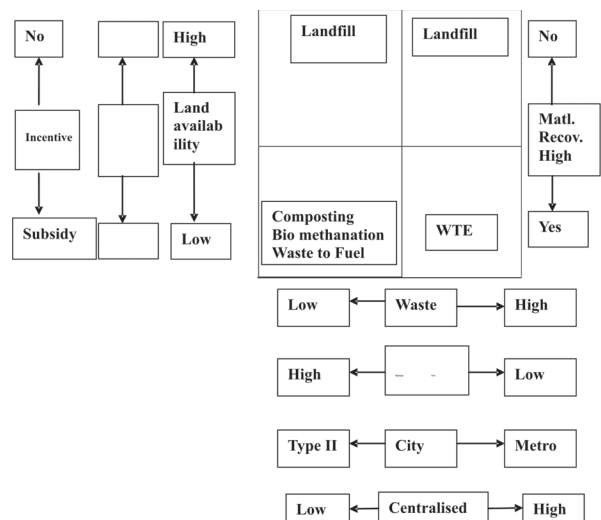 No
High
Landfill
Landfill
No
Incentive
Land
availab
ility
Matl.
Recov.
High
Subsidy
Low
Composting
Bio methanation
Waste to Fuel
WTE
Yes
Low
Waste
High
High
Low
Type II
City
Metro
Low
Centralised
High